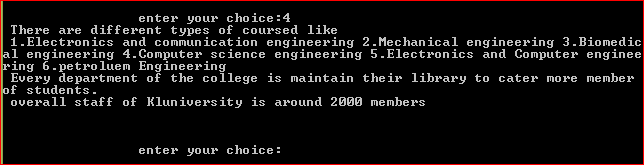 enter your choice:4
There are different types of coursed like
1.Electronics and communication engineering 2.Mechanical engineering 3.Biomedic
al engineering 4.Computer science engineering 5.Electronics and Computer enginee
ring 6.petroluem Engineering
Every department of the college is maintain their library to cater more member
of students.
overall staff of Kluniversity is around 2000 members
enter your choice: